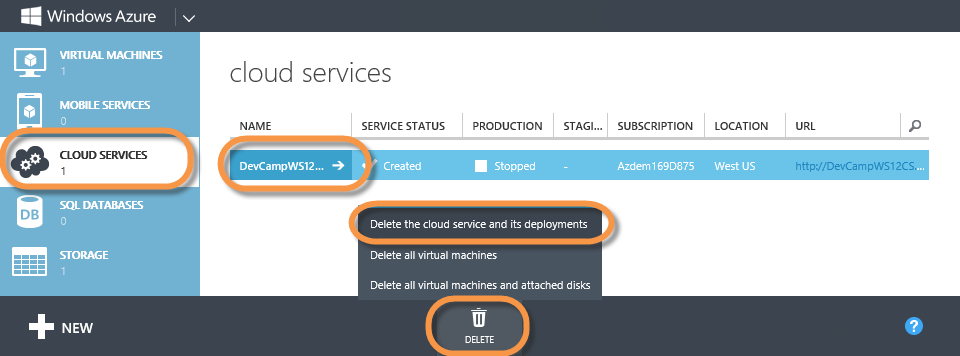 Windows Azure
VIRTUAL MACHINES
1
MOBILE SERVICES
0
CLOUD SERVICES
1
DB
SQL DATABASES
0
STORAGE
1
cloud services
NAME SERVICE STATUS PRODUCTION STAGI... SUBSCRIPTION LOCATION URL
DevCampWS12... Created Stopped - Azdem169D875 West US http://DevCampWS12CS....
Delete the cloud service and its deployments
Delete all virtual machines
Delete all virtual machines and attached disks
NEW
DELETE
?